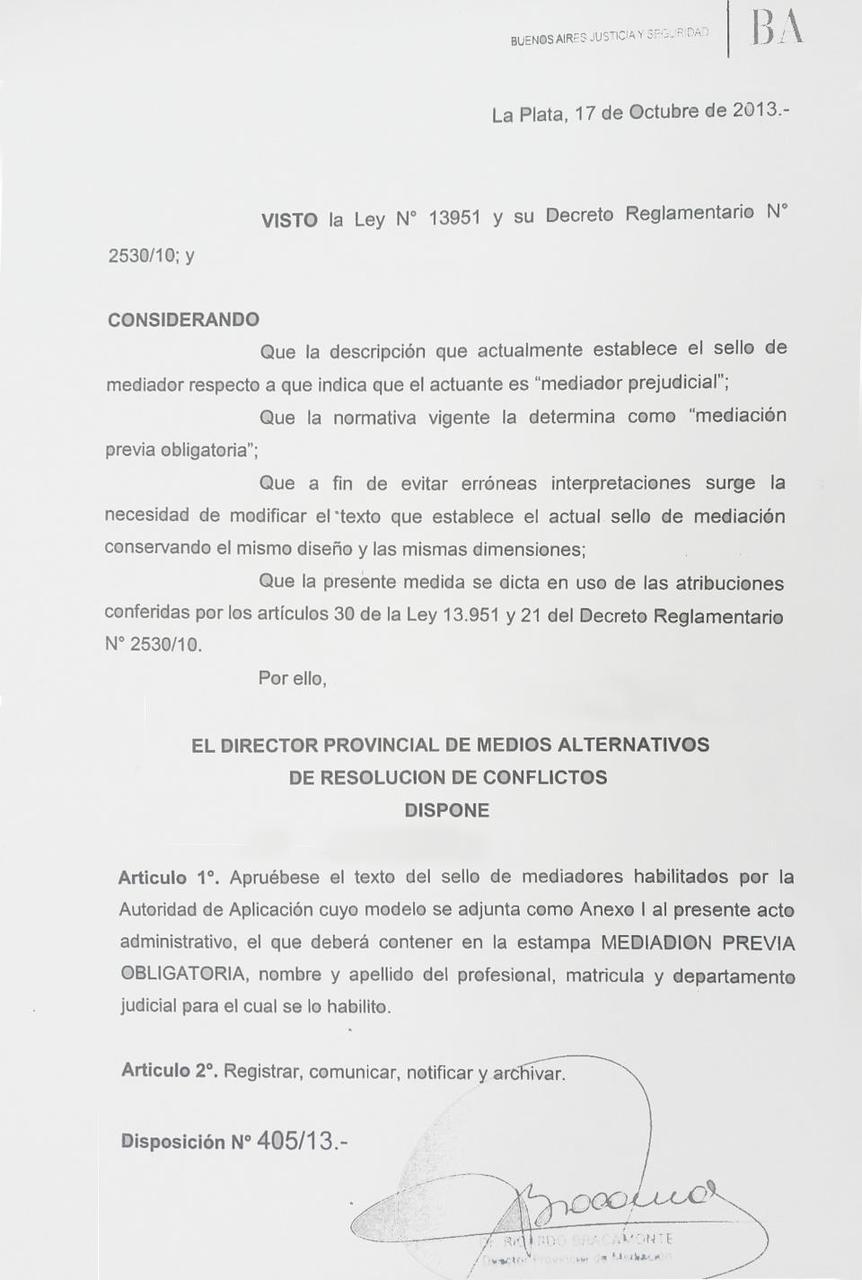 BUENOS AIRES JUSTICIA Y SEGURIDAD
BA
La Plata, 17 de Octubre de 2013.-
VISTO la Ley N° 13951 y su Decreto Reglamentario N°
2530/10; y
CONSIDERANDO
Que la descripción que actualmente establece el sello de
mediador respecto a que indica que el actuante es “mediador prejudicial”;
Que la normativa vigente la determina como “mediación
previa obligatoria”;
Que a fin de evitar erróneas interpretaciones surge la
necesidad de modificar el texto que establece el actual sello de mediación
conservando el mismo diseño y las mismas dimensiones;
Que la presente medida se dicta en uso de las atribuciones
conferidas por los artículos 30 de la Ley 13.951 y 21 del Decreto Reglamentario
N° 2530/10.
Por ello,
EL DIRECTOR PROVINCIAL DE MEDIOS ALTERNATIVOS
DE RESOLUCION DE CONFLICTOS
DISPONE
Articulo 1º. Apruébese el texto del sello de mediadores habilitados por la
Autoridad de Aplicación cuyo modelo se adjunta como Anexo I al presente acto
administrativo, el que deberá contener en la estampa MEDIADION PREVIA
OBLIGATORIA, nombre y apellido del profesional, matricula y departamento
judicial para el cual se lo habilito.
Articulo 2º. Registrar, comunicar, notificar y archivar.
Disposición Nº 405/13.-
Bracamo
RICARDO BRACAMONTE
Director Provincial de Mediación